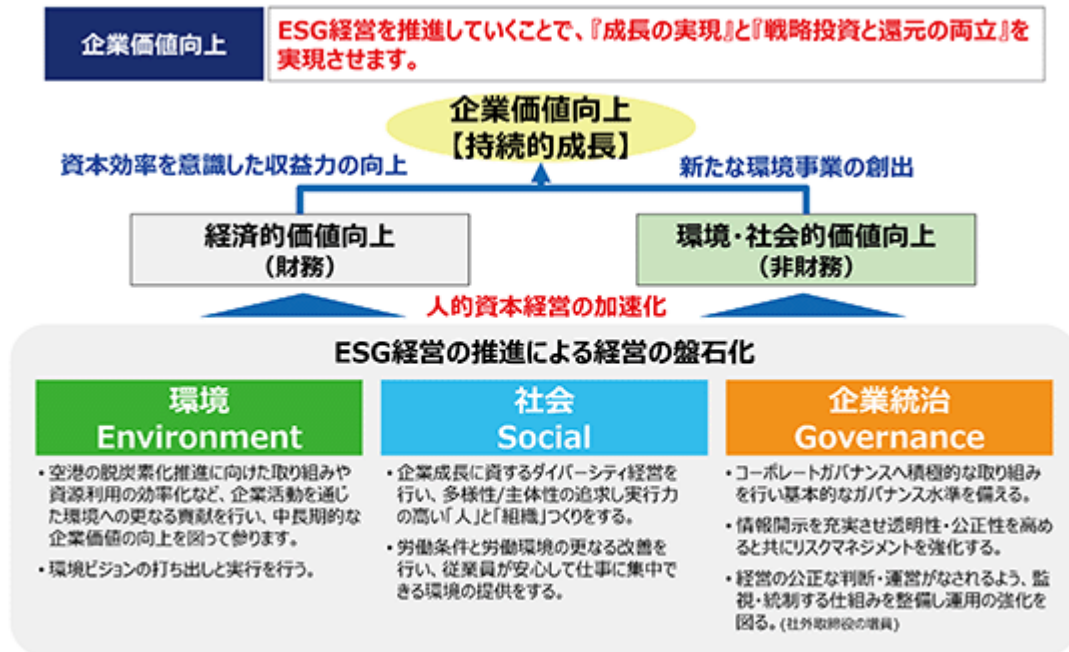 企業価値向上
ESG経営を推進していくことで、『成長の実現』と『戦略投資と還元の両立』を
実現させます。
企業価値向上
【持続的成長】
資本効率を意識した収益力の向上
新たな環境事業の創出
経済的価値向上
(財務)
環境・社会的価値向上
(非財務)
人的資本経営の加速化
ESG経営の推進による経営の盤石化
環境
Environment
・空港の脱炭素化推進に向けた取り組みや
資源利用の効率化など、企業活動を通じ
た環境への更なる貢献を行い、中長期的な
企業価値の向上を図って参ります。
・環境ビジョンの打ち出しと実行を行う。
社会
Social
・企業成長に資するダイバーシティ経営を
行い、多様性/主体性の追求し実行力
の高い「人」と「組織」つくりをする。
・労働条件と労働環境の更なる改善を
行い、従業員が安心して仕事に集中で
きる環境の提供をする。
企業統治
Governance
・コーポレートガバナンスへ積極的な取り組み
を行い基本的なガバナンス水準を備える。
・情報開示を充実させ透明性・公正性を高め
ると共にリスクマネジメントを強化する。
・経営の公正な判断・運営がなされるよう、監
視・統制する仕組みを整備し運用の強化を
図る。(社外取締役の増員)